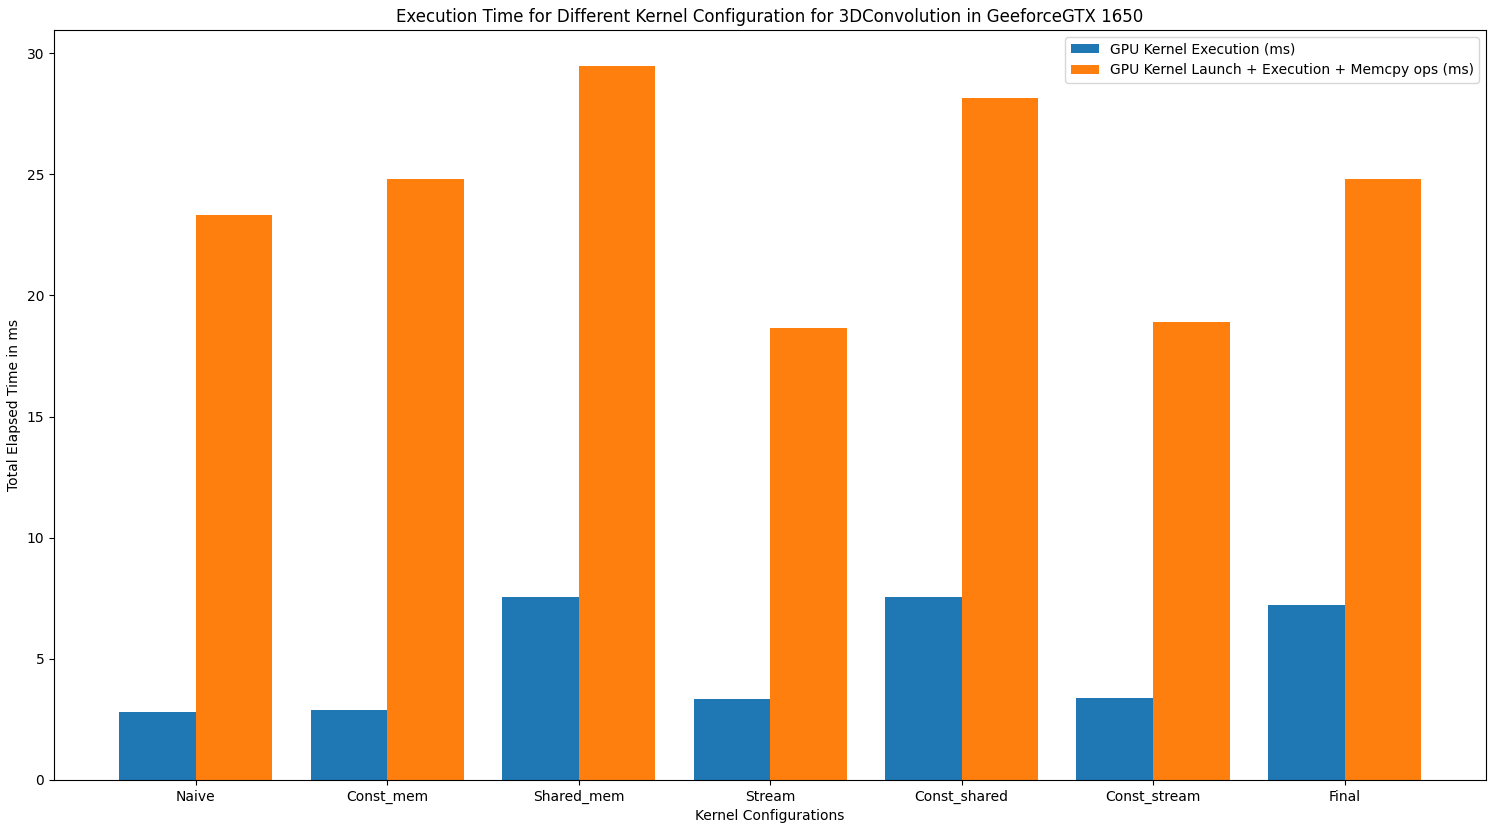 Execution Time for Different Kernel Configuration for 3DConvolution in GeeforceGTX 1650
GPU Kernel Execution (ms)
GPU Kernel Launch + Execution + Memcpy ops (ms)
Total Elapsed Time in ms
30
25
20
15
10
5
0
Naive
Const_mem
Shared_mem
Stream
Const_shared
Const_stream
Final
Kernel Configurations